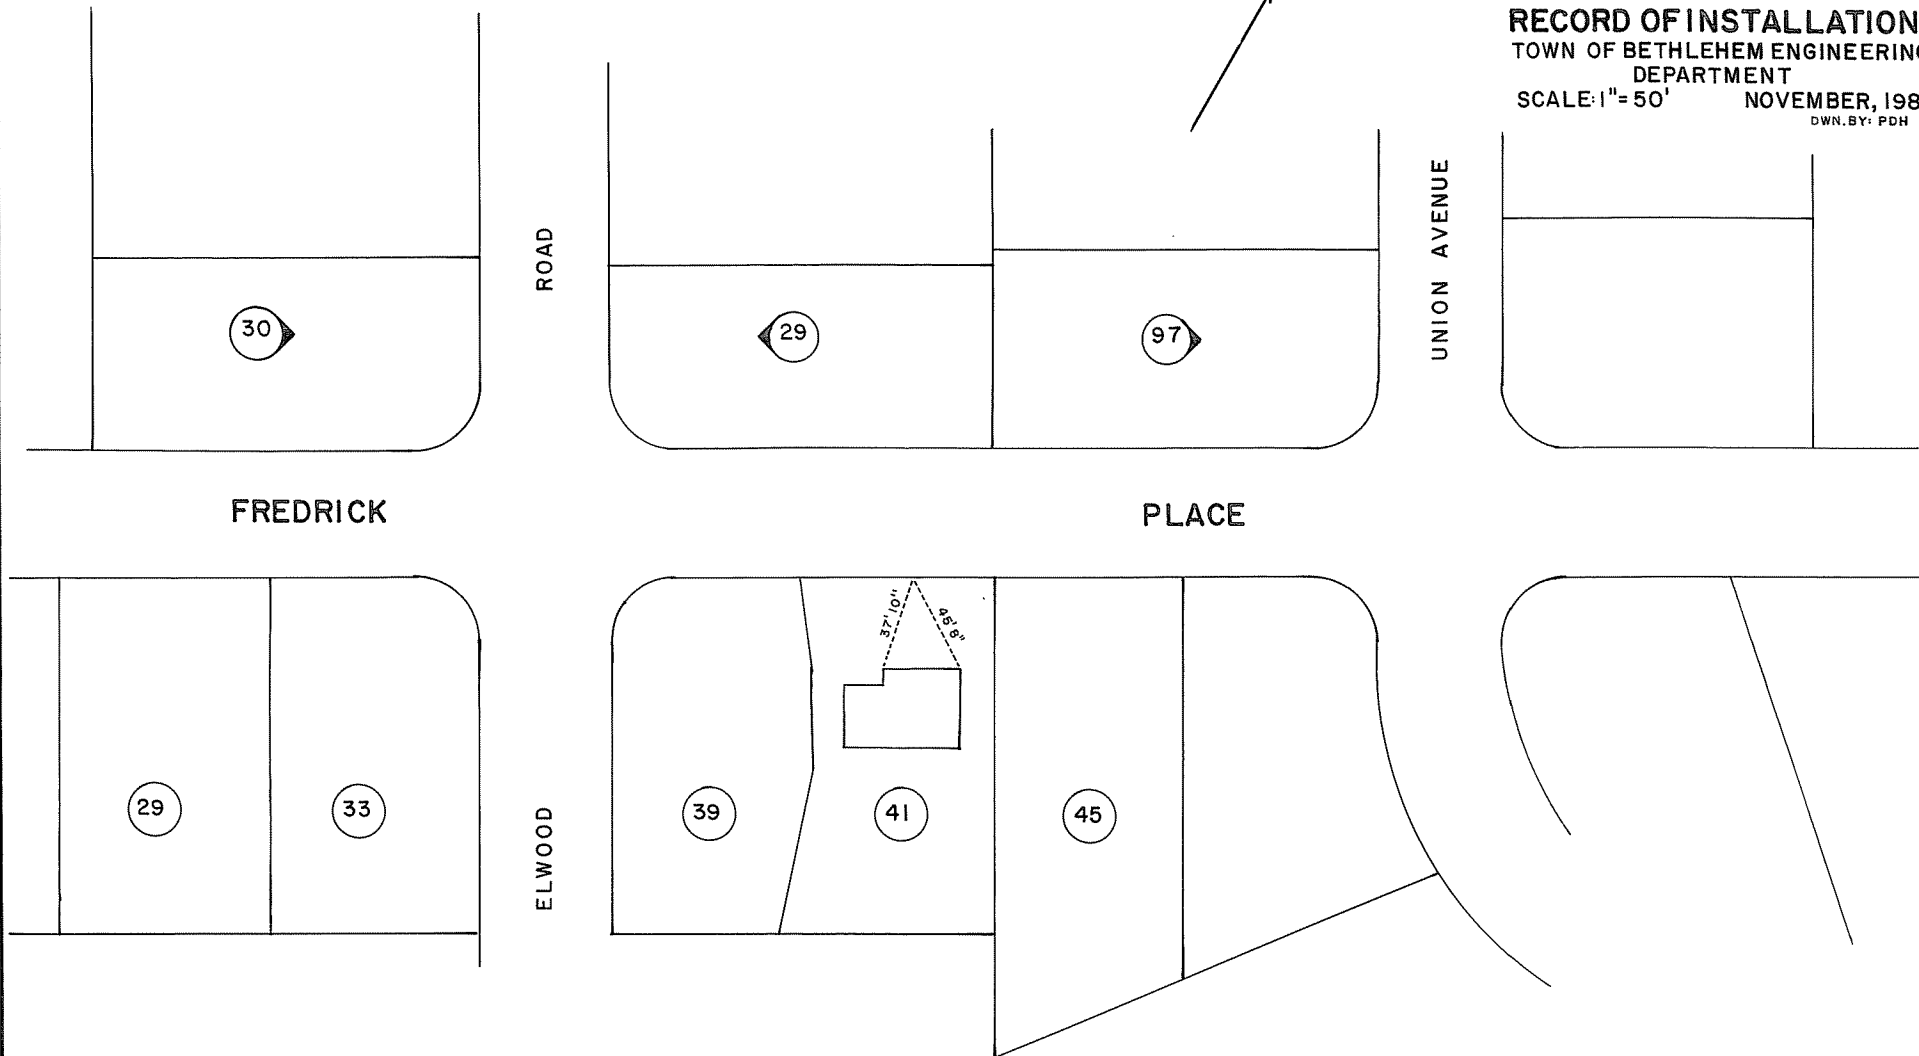 RECORD OF INSTALLATION
TOWN OF BETHLEHEM ENGINEERING
DEPARTMENT
SCALE: 1"=50' NOVEMBER, 198
DWN.BY: PDH
UNION AVENUE
ROAD
30
29
97
FREDRICK PLACE
37'10"
45'8"
29
33
ELWOOD
39
41
45